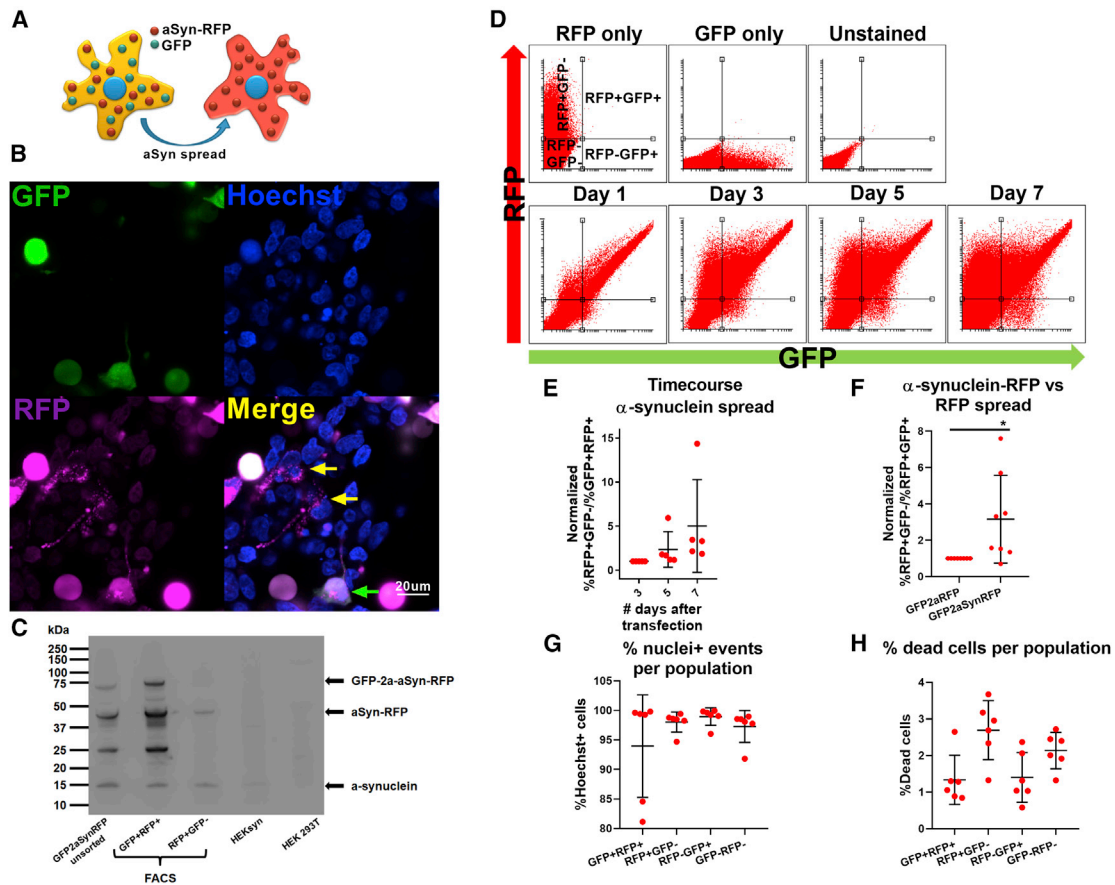 A
aSyn-RFP
GFP
aSyn spread
B
GFP
Hoechst
RFP
Merge
20um
C
kDa
250
150
100
75
50
37
25
20
15
10
GFP-2a-aSyn-RFP
aSyn-RFP
a-synuclein
GFP2aSynRFP
unsorted
GFP+RFP+
RFP+GFP-
HEKsyn
HEK 293T
FACS
D
RFP only
GFP only
Unstained
RFP+GFP-
RFP+GFP+
RFP-
GFP-
RFP-GFP+
RFP
Day 1
Day 3
Day 5
Day 7
GFP
E
Timecourse
α-synuclein spread
Normalized
%RFP+GFP-/%GFP+RFP+
15
10
5
0
3
5
7
# days after
transfection
F
α-synuclein-RFP vs
RFP spread
Normalized
%RFP+GFP-/%RFP+GFP+
8
6
4
2
0
*
GFP2aRFP
GFP2aSynRFP
G
% nuclei+ events
per population
%Hoechst+ cells
105
100
95
90
85
80
GFP+RFP+
RFP+GFP-
RFP-GFP+
GFP-RFP-
H
% dead cells per population
%Dead cells
4
3
2
1
0
GFP+RFP+
RFP+GFP-
RFP-GFP+
GFP-RFP-